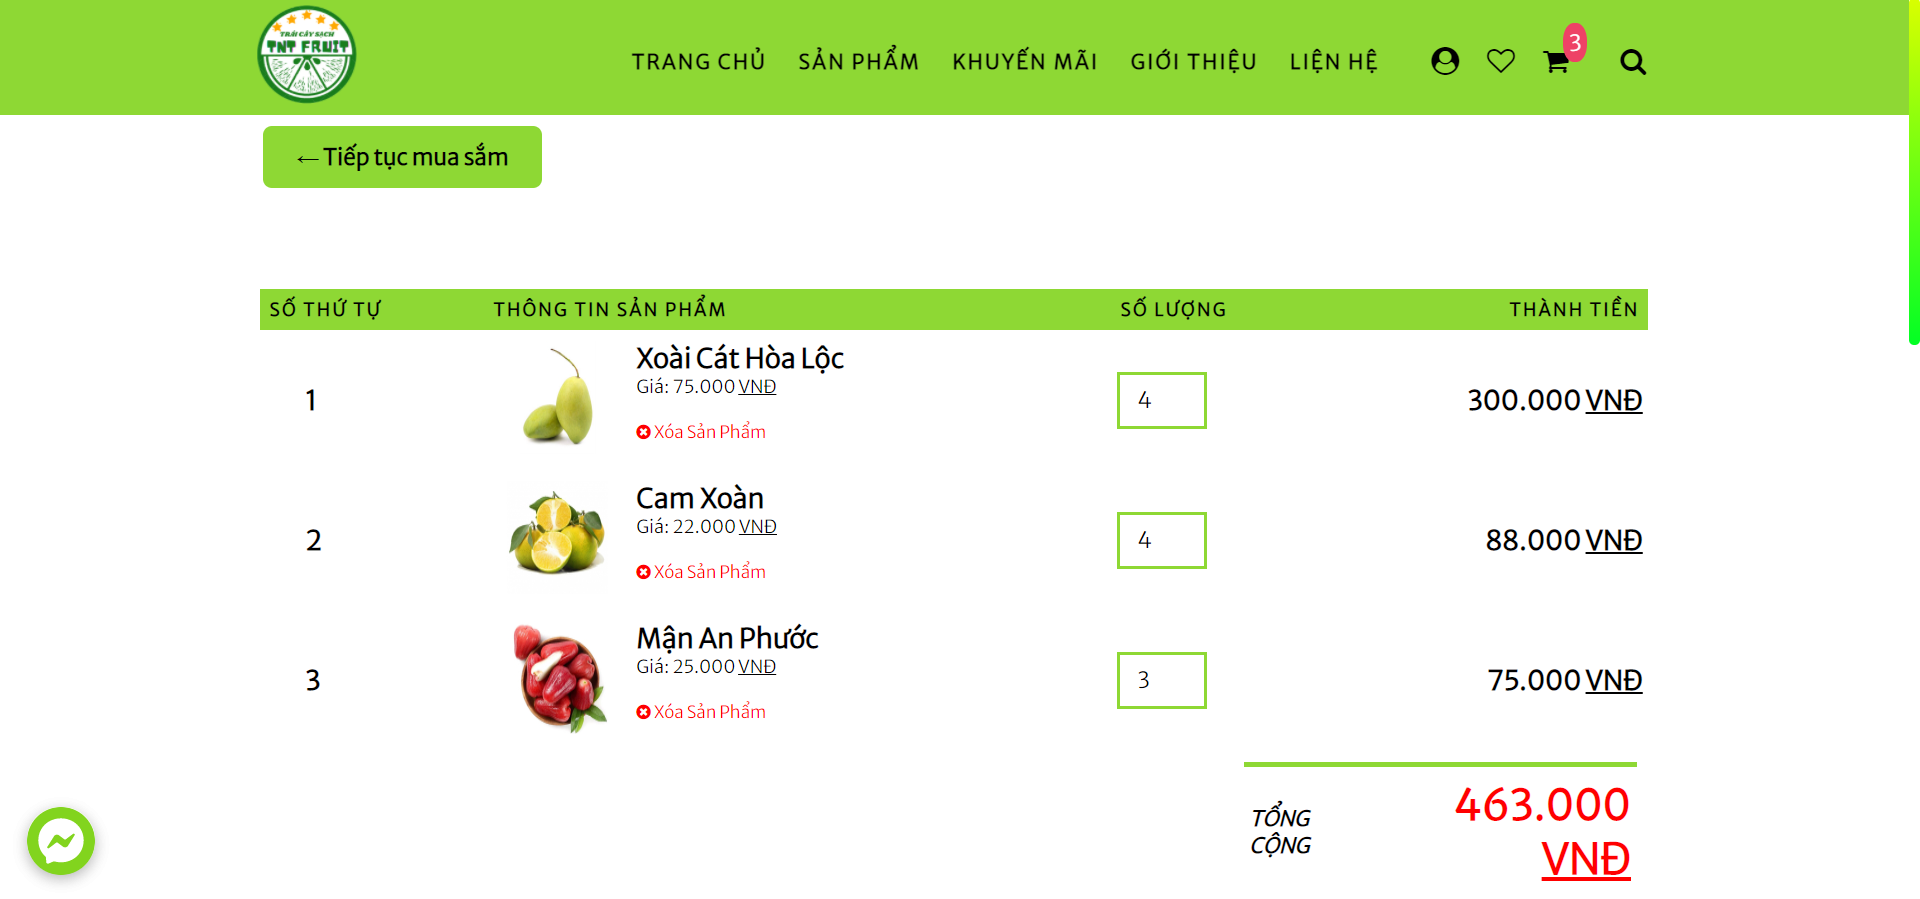 TRÁI CÂY SẠCH
TNT FRUIT
TRANG CHỦ SẢN PHẨM KHUYẾN MÃI GIỚI THIỆU LIỆN HỆ 3
←Tiếp tục mua sắm
SỐ THỨ TỰ THÔNG TIN SẢN PHẨM SỐ LƯỢNG THÀNH TIỀN
Xoài Cát Hòa Lộc
Giá: 75.000 VNĐ
1 4 300.000 VNĐ
Xóa Sản Phẩm
Cam Xoàn
Giá: 22.000 VNĐ
2 4 88.000 VNĐ
Xóa Sản Phẩm
Mận An Phước
Giá: 25.000 VNĐ
3 3 75.000 VNĐ
Xóa Sản Phẩm
TỔNG
CỘNG
463.000
VNĐ